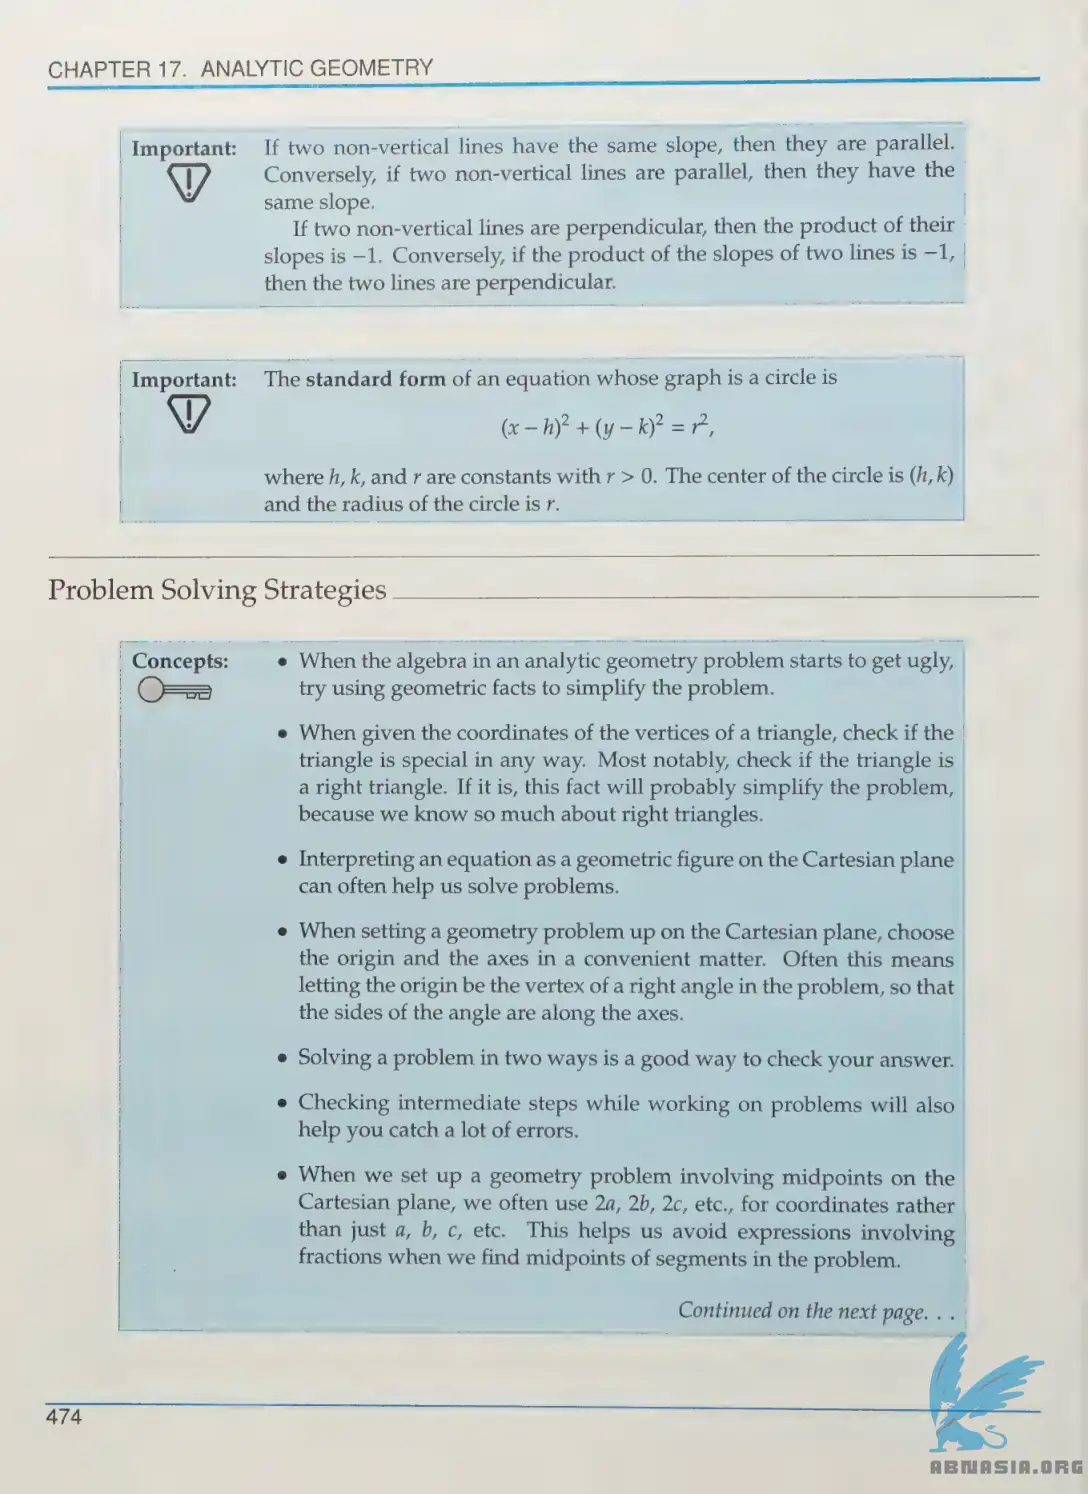 CHAPTER 17. ANALYTIC GEOMETRY
Important: If two non-vertical lines have the same slope, then they are parallel.
Conversely, if two non-vertical lines are parallel, then they have the
same slope.
If two non-vertical lines are perpendicular, then the product of their
slopes is −1. Conversely, if the product of the slopes of two lines is −1,
then the two lines are perpendicular.
Important: The standard form of an equation whose graph is a circle is
(x − h)² + (y − k)² = r²,
where h, k, and r are constants with r > 0. The center of the circle is (h, k)
and the radius of the circle is r.
Problem Solving Strategies
Concepts: • When the algebra in an analytic geometry problem starts to get ugly,
try using geometric facts to simplify the problem.
• When given the coordinates of the vertices of a triangle, check if the
triangle is special in any way. Most notably, check if the triangle is
a right triangle. If it is, this fact will probably simplify the problem,
because we know so much about right triangles.
• Interpreting an equation as a geometric figure on the Cartesian plane
can often help us solve problems.
• When setting a geometry problem up on the Cartesian plane, choose
the origin and the axes in a convenient matter. Often this means
letting the origin be the vertex of a right angle in the problem, so that
the sides of the angle are along the axes.
• Solving a problem in two ways is a good way to check your answer.
• Checking intermediate steps while working on problems will also
help you catch a lot of errors.
• When we set up a geometry problem involving midpoints on the
Cartesian plane, we often use 2a, 2b, 2c, etc., for coordinates rather
than just a, b, c, etc. This helps us avoid expressions involving
fractions when we find midpoints of segments in the problem.
Continued on the next page. . .
474
ABNASIA.ORG